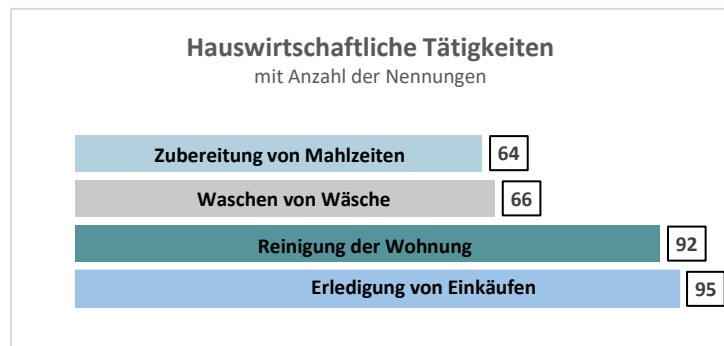 Hauswirtschaftliche Tätigkeiten
mit Anzahl der Nennungen
Zubereitung von Mahlzeiten 64
Waschen von Wäsche 66
Reinigung der Wohnung 92
Erledigung von Einkäufen 95